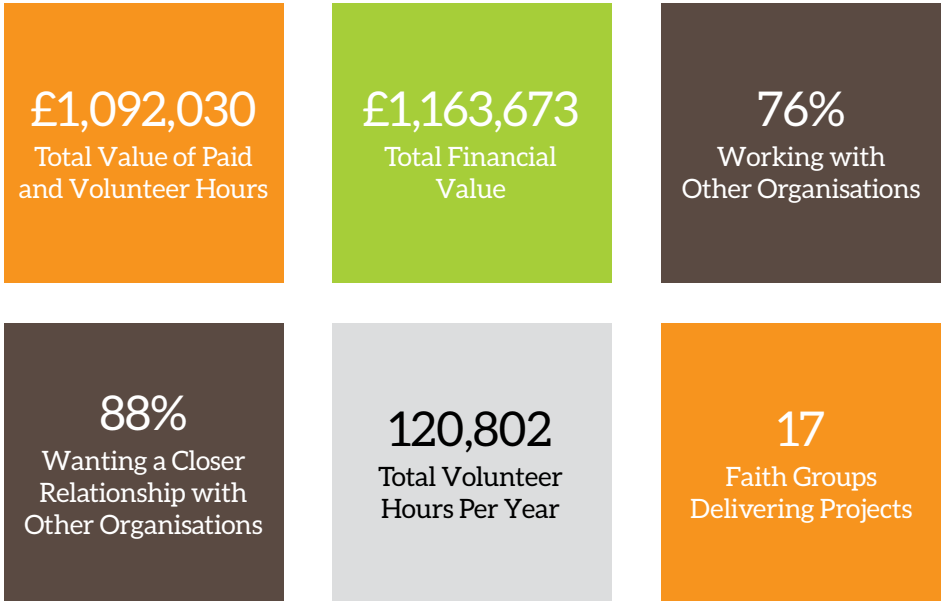 £1,092,030
Total Value of Paid
and Volunteer Hours
£1,163,673
Total Financial
Value
76%
Working with
Other Organisations
88%
Wanting a Closer
Relationship with
Other Organisations
120,802
Total Volunteer
Hours Per Year
17
Faith Groups
Delivering Projects